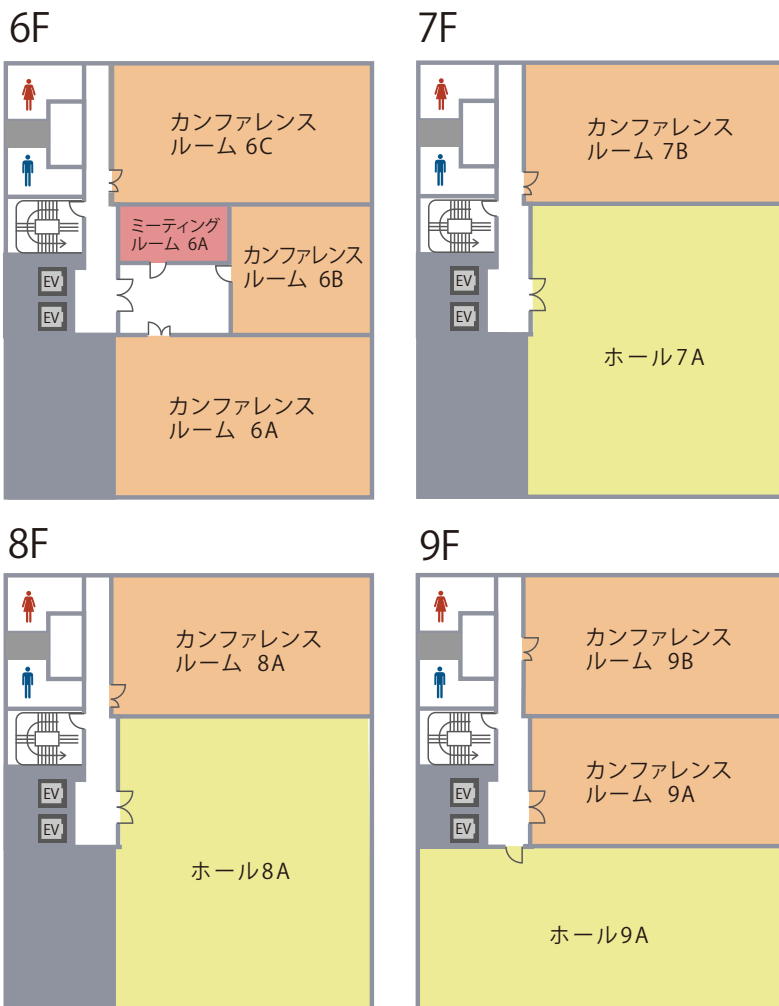 6F
カンファレンス
ルーム 6C
ミーティング
ルーム 6A
カンファレンス
ルーム 6B
EV
EV
カンファレンス
ルーム 6A
7F
カンファレンス
ルーム 7B
EV
EV
ホール7A
8F
カンファレンス
ルーム 8A
EV
EV
ホール8A
9F
カンファレンス
ルーム 9B
カンファレンス
ルーム 9A
EV
EV
ホール9A